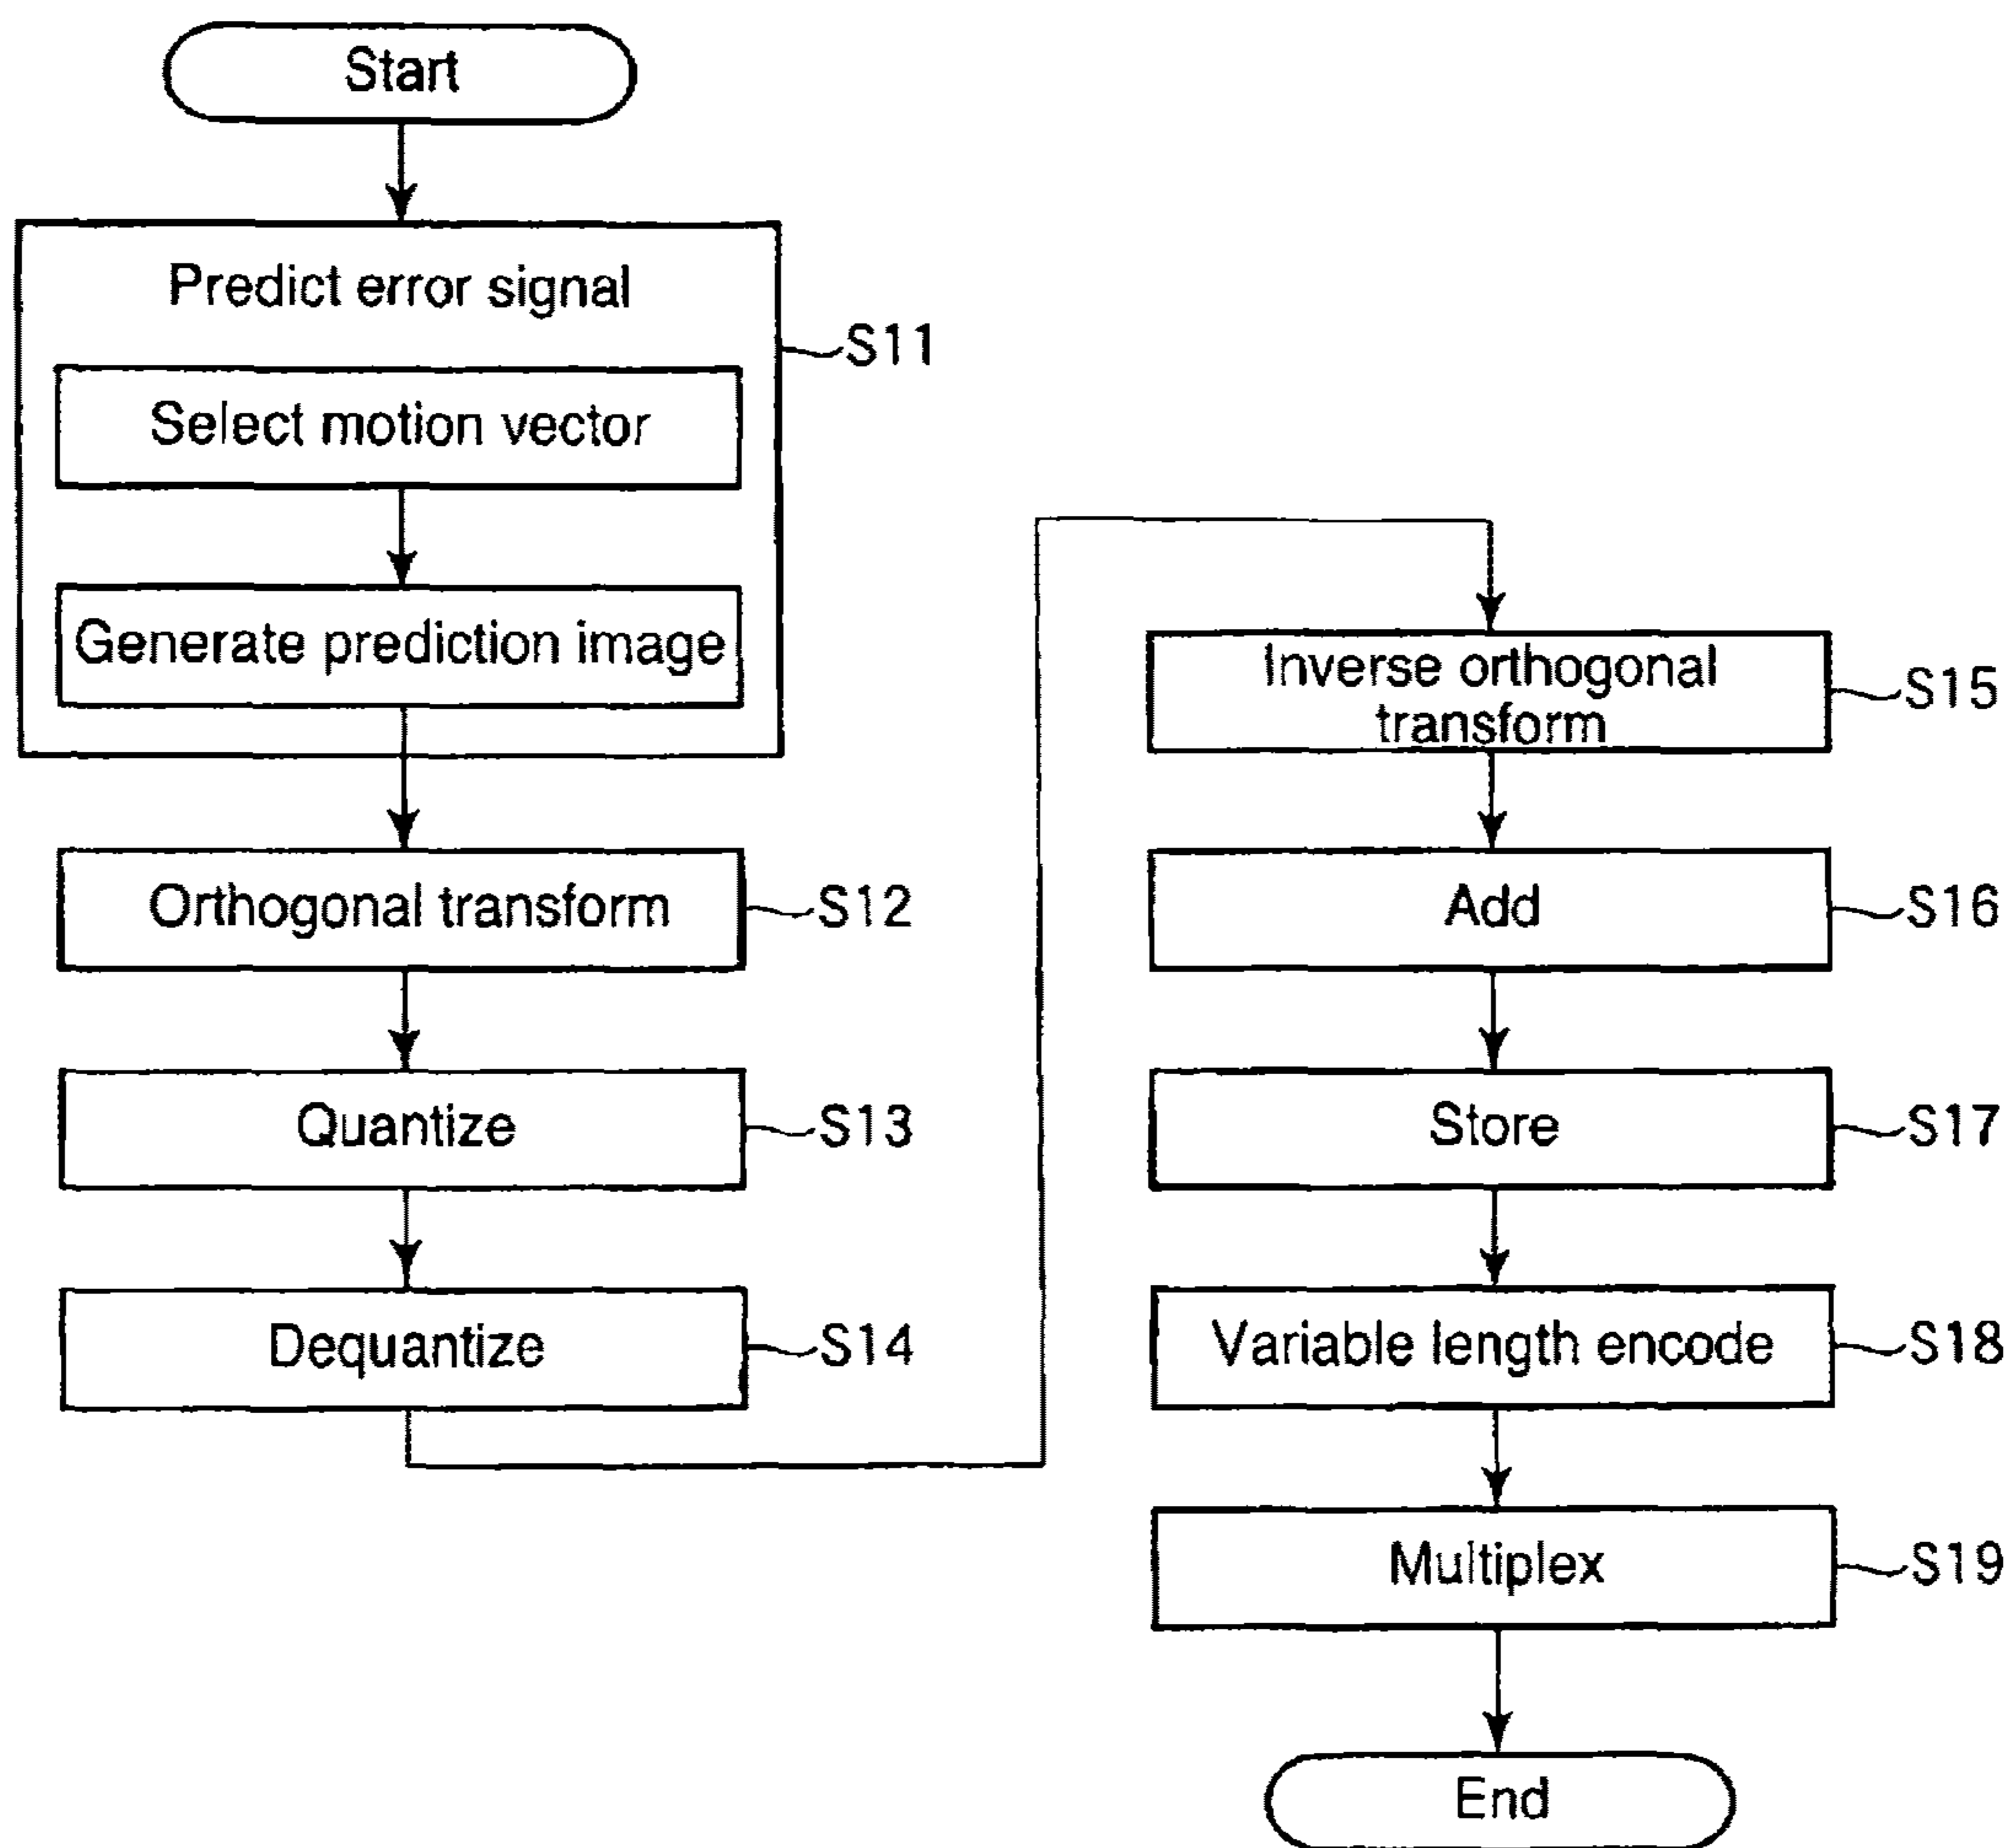 Start
Predict error signal
S11
Select motion vector
Generate prediction image
Orthogonal transform
S12
Quantize
S13
Dequantize
S14
Inverse orthogonal
transform
S15
Add
S16
Store
S17
Variable length encode
S18
Multiplex
S19
End